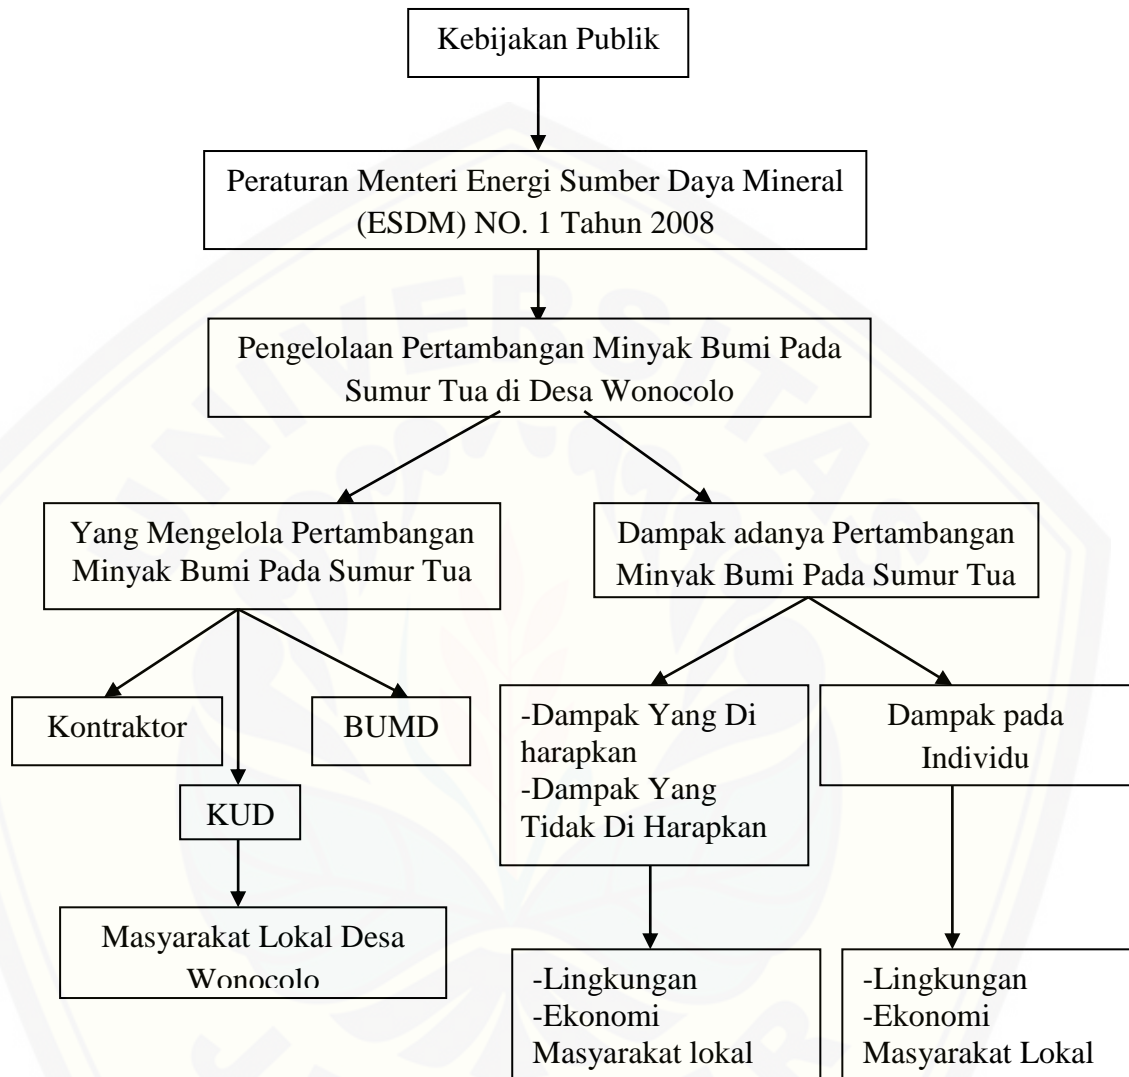 Kebijakan Publik
Peraturan Menteri Energi Sumber Daya Mineral
(ESDM) NO. 1 Tahun 2008
Pengelolaan Pertambangan Minyak Bumi Pada
Sumur Tua di Desa Wonocolo
Yang Mengelola Pertambangan
Minyak Bumi Pada Sumur Tua
Dampak adanya Pertambangan
Minyak Bumi Pada Sumur Tua
Kontraktor
BUMD
KUD
Masyarakat Lokal Desa
Wonocolo
-Dampak Yang Di
harapkan
-Dampak Yang
Tidak Di Harapkan
Dampak pada
Individu
-Lingkungan
-Ekonomi
Masyarakat lokal
-Lingkungan
-Ekonomi
Masyarakat Lokal
UNIVERSITAS